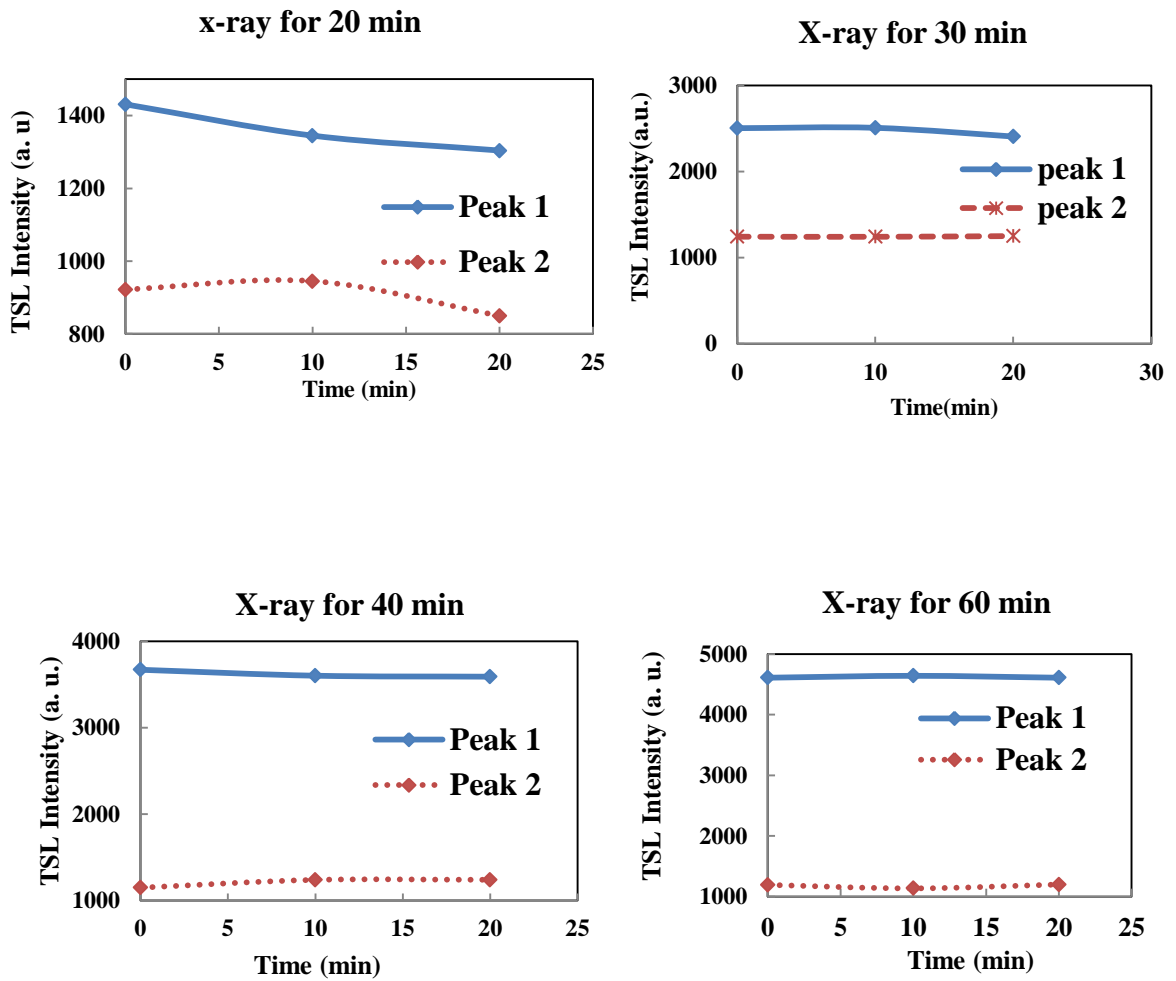 x-ray for 20 min
TSL Intensity (a. u)
1400
1200
1000
800
0 5 10 15 20 25
Time (min)
Peak 1
Peak 2
X-ray for 30 min
TSL Intensity(a.u.)
3000
2000
1000
0
0 10 20 30
Time(min)
peak 1
peak 2
X-ray for 40 min
TSL Intensity (a. u.)
4000
3000
2000
1000
0 5 10 15 20 25
Time (min)
Peak 1
Peak 2
X-ray for 60 min
TSL Intensity (a. u.)
5000
4000
3000
2000
1000
0 5 10 15 20 25
Time (min)
Peak 1
Peak 2